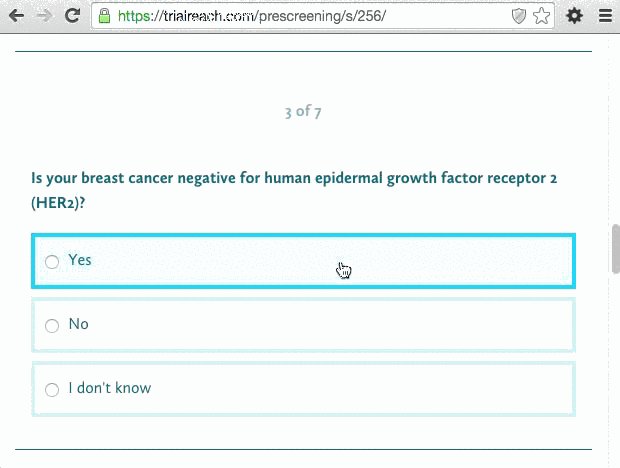 https://trialreach.com/prescreening/s/256/
3 of 7
Is your breast cancer negative for human epidermal growth factor receptor 2
(HER2)?
Yes
No
I don't know